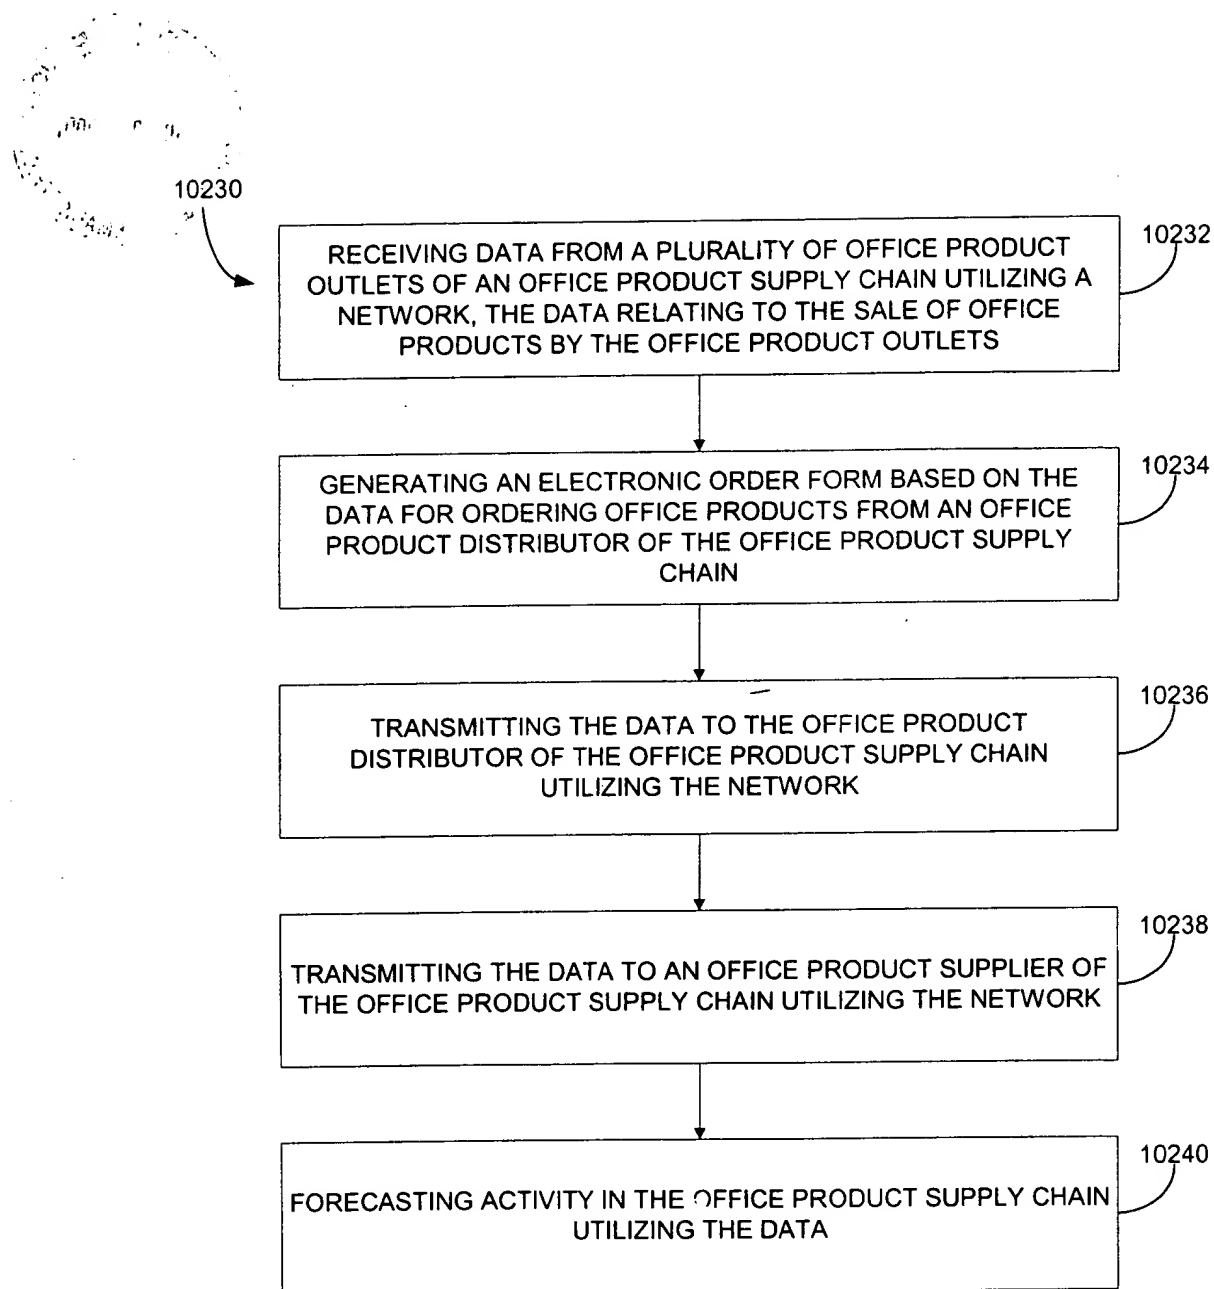 10230
RECEIVING DATA FROM A PLURALITY OF OFFICE PRODUCT
OUTLETS OF AN OFFICE PRODUCT SUPPLY CHAIN UTILIZING A
NETWORK, THE DATA RELATING TO THE SALE OF OFFICE
PRODUCTS BY THE OFFICE PRODUCT OUTLETS
10232
GENERATING AN ELECTRONIC ORDER FORM BASED ON THE
DATA FOR ORDERING OFFICE PRODUCTS FROM AN OFFICE
PRODUCT DISTRIBUTOR OF THE OFFICE PRODUCT SUPPLY
CHAIN
10234
TRANSMITTING THE DATA TO THE OFFICE PRODUCT
DISTRIBUTOR OF THE OFFICE PRODUCT SUPPLY CHAIN
UTILIZING THE NETWORK
10236
TRANSMITTING THE DATA TO AN OFFICE PRODUCT SUPPLIER OF
THE OFFICE PRODUCT SUPPLY CHAIN UTILIZING THE NETWORK
10238
FORECASTING ACTIVITY IN THE OFFICE PRODUCT SUPPLY CHAIN
UTILIZING THE DATA
10240